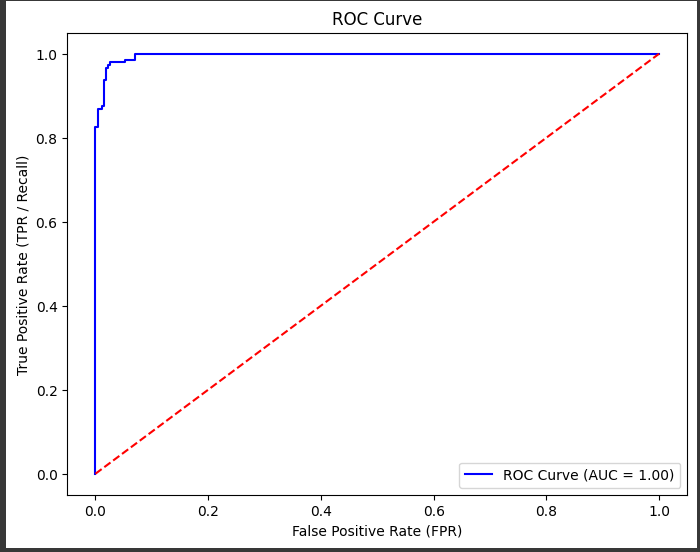 ROC Curve
True Positive Rate (TPR / Recall)
1.0
0.8
0.6
0.4
0.2
0.0
ROC Curve (AUC = 1.00)
0.0 0.2 0.4 0.6 0.8 1.0
False Positive Rate (FPR)